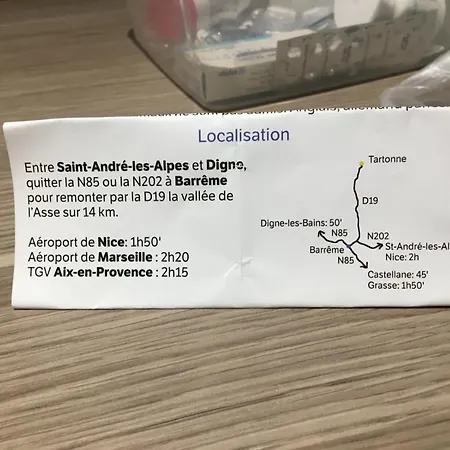 Localisation
Entre Saint-André-les-Alpes et Digne,
quitter la N85 ou la N202 à Barrême
pour remonter par la D19 la vallée de
l'Asse sur 14 km.
Aéroport de Nice: 1h50'
Aéroport de Marseille : 2h20
TGV Aix-en-Provence : 2h15
Tartonne
D19
Digne-les-Bains: 50'
N85
N202
Barrême
St-André-les-Al
Nice: 2h
N85
Castellane: 45'
Grasse: 1h50'